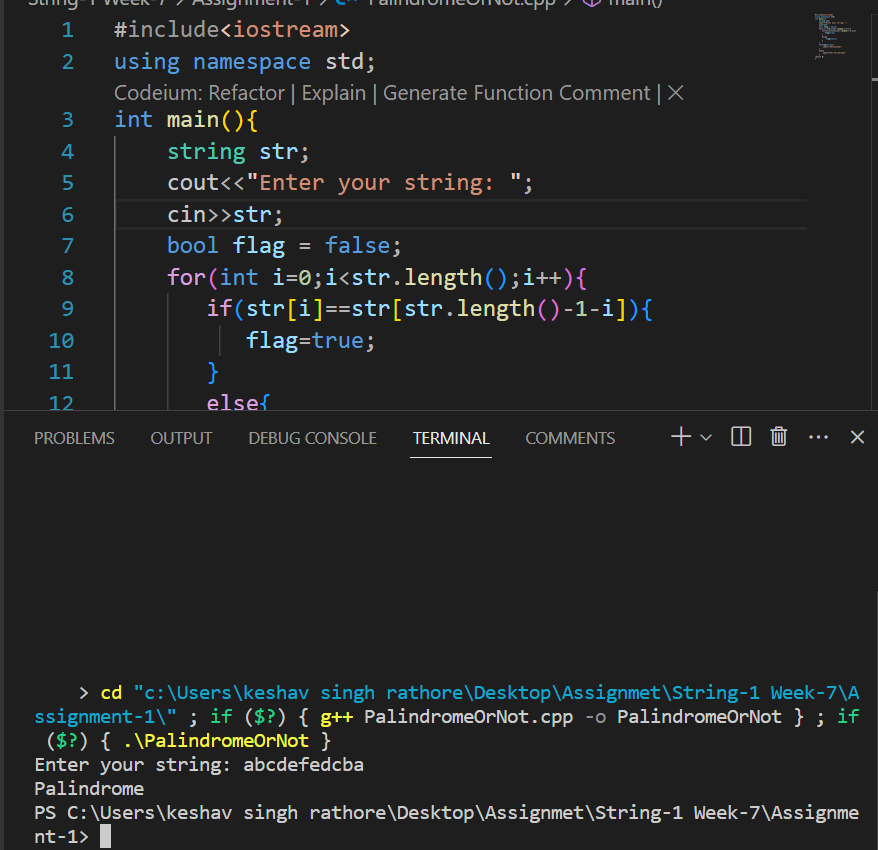 String-1 Week-7 > Assignment-1 > PalindromeOrNot.cpp > main()
1 #include<iostream>
2 using namespace std;
Codeium: Refactor | Explain | Generate Function Comment | ×
3 int main(){
4 string str;
5 cout<<"Enter your string: ";
6 cin>>str;
7 bool flag = false;
8 for(int i=0;i<str.length();i++){
9 if(str[i]==str[str.length()-1-i]){
10 flag=true;
11 }
12 else{
PROBLEMS OUTPUT DEBUG CONSOLE TERMINAL COMMENTS
> cd "c:\Users\keshav singh rathore\Desktop\Assignmet\String-1 Week-7\A
ssignment-1\" ; if ($?) { g++ PalindromeOrNot.cpp -o PalindromeOrNot } ; if
($?) { .\PalindromeOrNot }
Enter your string: abcdefedcba
Palindrome
PS C:\Users\keshav singh rathore\Desktop\Assignmet\String-1 Week-7\Assignme
nt-1>